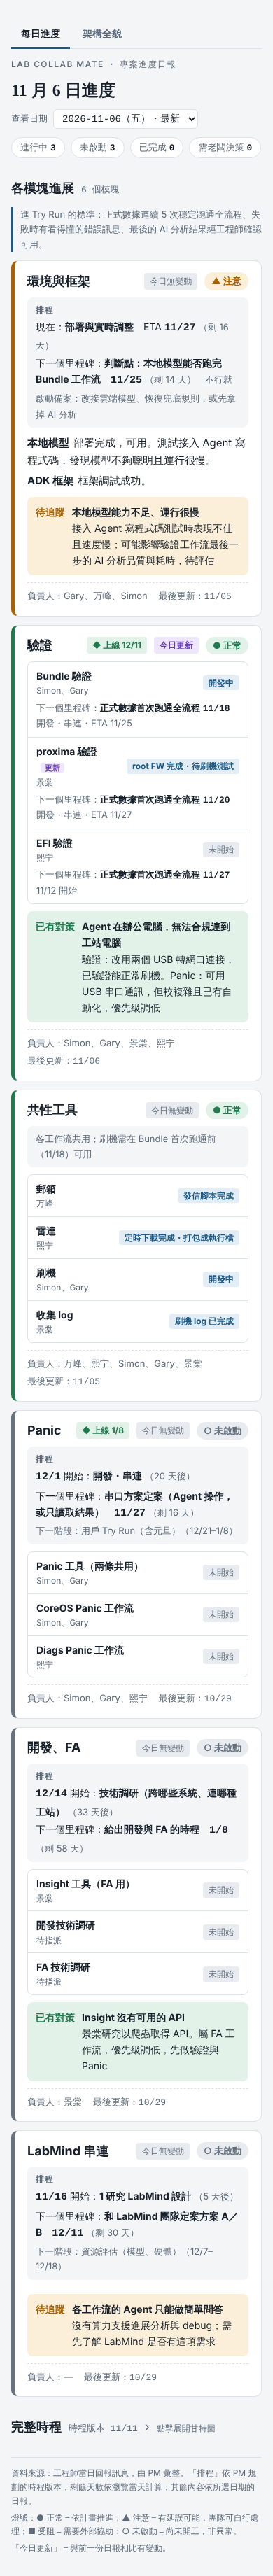 每日進度 架構全貌
LAB COLLAB MATE · 專案進度日報
11 月 6 日進度
查看日期 2026-11-06（五）· 最新
進行中 3 未啟動 3 已完成 0 需老闆決策 0
各模塊進展 6 個模塊
進 Try Run 的標準：正式數據連續 5 次穩定跑通全流程、失
敗時有看得懂的錯誤訊息、最後的 AI 分析結果經工程師確認
可用。
環境與框架 今日無變動 ▲ 注意
排程
現在：部署與實時調整 ETA 11/27（剩 16
天）
下一個里程碑：判斷點：本地模型能否跑完
Bundle 工作流 11/25（剩 14 天） 不行就
啟動備案：改接雲端模型、恢復兜底規則，或先拿
掉 AI 分析
本地模型 部署完成，可用。測試接入 Agent 寫
程式碼，發現模型不夠聰明且運行很慢。
ADK 框架 框架調試成功。
待追蹤 本地模型能力不足、運行很慢
接入 Agent 寫程式碼測試時表現不佳
且速度慢；可能影響驗證工作流最後一
步的 AI 分析品質與耗時，待評估
負責人：Gary、万峰、Simon 最後更新：11/05
驗證 ◆ 上線 12/11 今日更新 ● 正常
Bundle 驗證 開發中
Simon、Gary
下一個里程碑：正式數據首次跑通全流程 11/18
開發・串連・ETA 11/25
proxima 驗證
更新 root FW 完成・待刷機測試
景棠
下一個里程碑：正式數據首次跑通全流程 11/20
開發・串連・ETA 11/27
EFI 驗證 未開始
熙宁
下一個里程碑：正式數據首次跑通全流程 11/27
11/12 開始
已有對策 Agent 在辦公電腦，無法合規連到
工站電腦
驗證：改用兩個 USB 轉網口連接，
已驗證能正常刷機。Panic：可用
USB 串口通訊，但較複雜且已有自
動化，優先級調低
負責人：Simon、Gary、景棠、熙宁
最後更新：11/06
共性工具 今日無變動 ● 正常
各工作流共用；刷機需在 Bundle 首次跑通前
（11/18）可用
郵箱 發信腳本完成
万峰
雷達 定時下載完成・打包成執行檔
熙宁
刷機 開發中
Simon、Gary
收集 log 刷機 log 已完成
景棠
負責人：万峰、熙宁、Simon、Gary、景棠
最後更新：11/05
Panic ◆ 上線 1/8 今日無變動 ○ 未啟動
排程
12/1 開始：開發・串連（20 天後）
下一個里程碑：串口方案定案（Agent 操作，
或只讀取結果） 11/27（剩 16 天）
下一階段：用戶 Try Run（含元旦）（12/21–1/8）
Panic 工具（兩條共用） 未開始
Simon、Gary
CoreOS Panic 工作流 未開始
Simon、Gary
Diags Panic 工作流 未開始
熙宁
負責人：Simon、Gary、熙宁 最後更新：10/29
開發、FA 今日無變動 ○ 未啟動
排程
12/14 開始：技術調研（跨哪些系統、連哪種
工站）（33 天後）
下一個里程碑：給出開發與 FA 的時程 1/8
（剩 58 天）
Insight 工具（FA 用） 未開始
景棠
開發技術調研 未開始
待指派
FA 技術調研 未開始
待指派
已有對策 Insight 沒有可用的 API
景棠研究以爬蟲取得 API。屬 FA 工
作流，優先級調低，先做驗證與
Panic
負責人：景棠 最後更新：10/29
LabMind 串連 今日無變動 ○ 未啟動
排程
11/16 開始：1 研究 LabMind 設計（5 天後）
下一個里程碑：和 LabMind 團隊定案方案 A／
B 12/11（剩 30 天）
下一階段：資源評估（模型、硬體）（12/7–
12/18）
待追蹤 各工作流的 Agent 只能做簡單問答
沒有算力支援進展分析與 debug；需
先了解 LabMind 是否有這項需求
負責人：— 最後更新：10/29
完整時程 時程版本 11/11 › 點擊展開甘特圖
資料來源：工程師當日回報訊息，由 PM 彙整。「排程」依 PM 規
劃的時程版本，剩餘天數依瀏覽當天計算；其餘內容依所選日期的
日報。
燈號：● 正常＝依計畫推進；▲ 注意＝有延誤可能，團隊可自行處
理；■ 受阻＝需要外部協助；○ 未啟動＝尚未開工，非異常。
「今日更新」＝與前一份日報相比有變動。